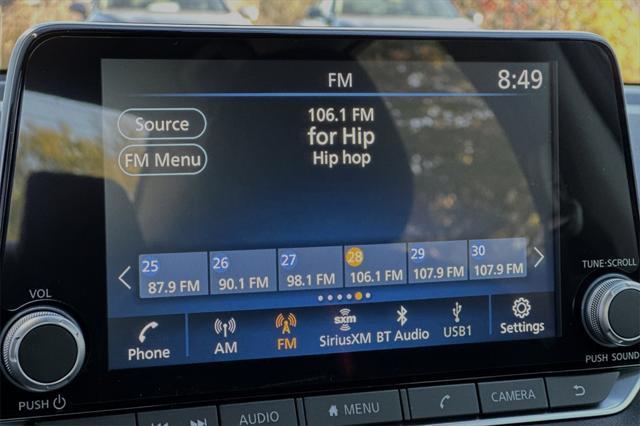 FM 8:49
Source
FM Menu
106.1 FM
for Hip
Hip hop
25 26 27 28 29 30
87.9 FM 90.1 FM 98.1 FM 106.1 FM 107.9 FM 107.9 FM
Phone AM FM sxm SiriusXM BT Audio USB1 Settings
VOL
PUSH
TUNE·SCROLL
PUSH SOUND
AUDIO MENU CAMERA